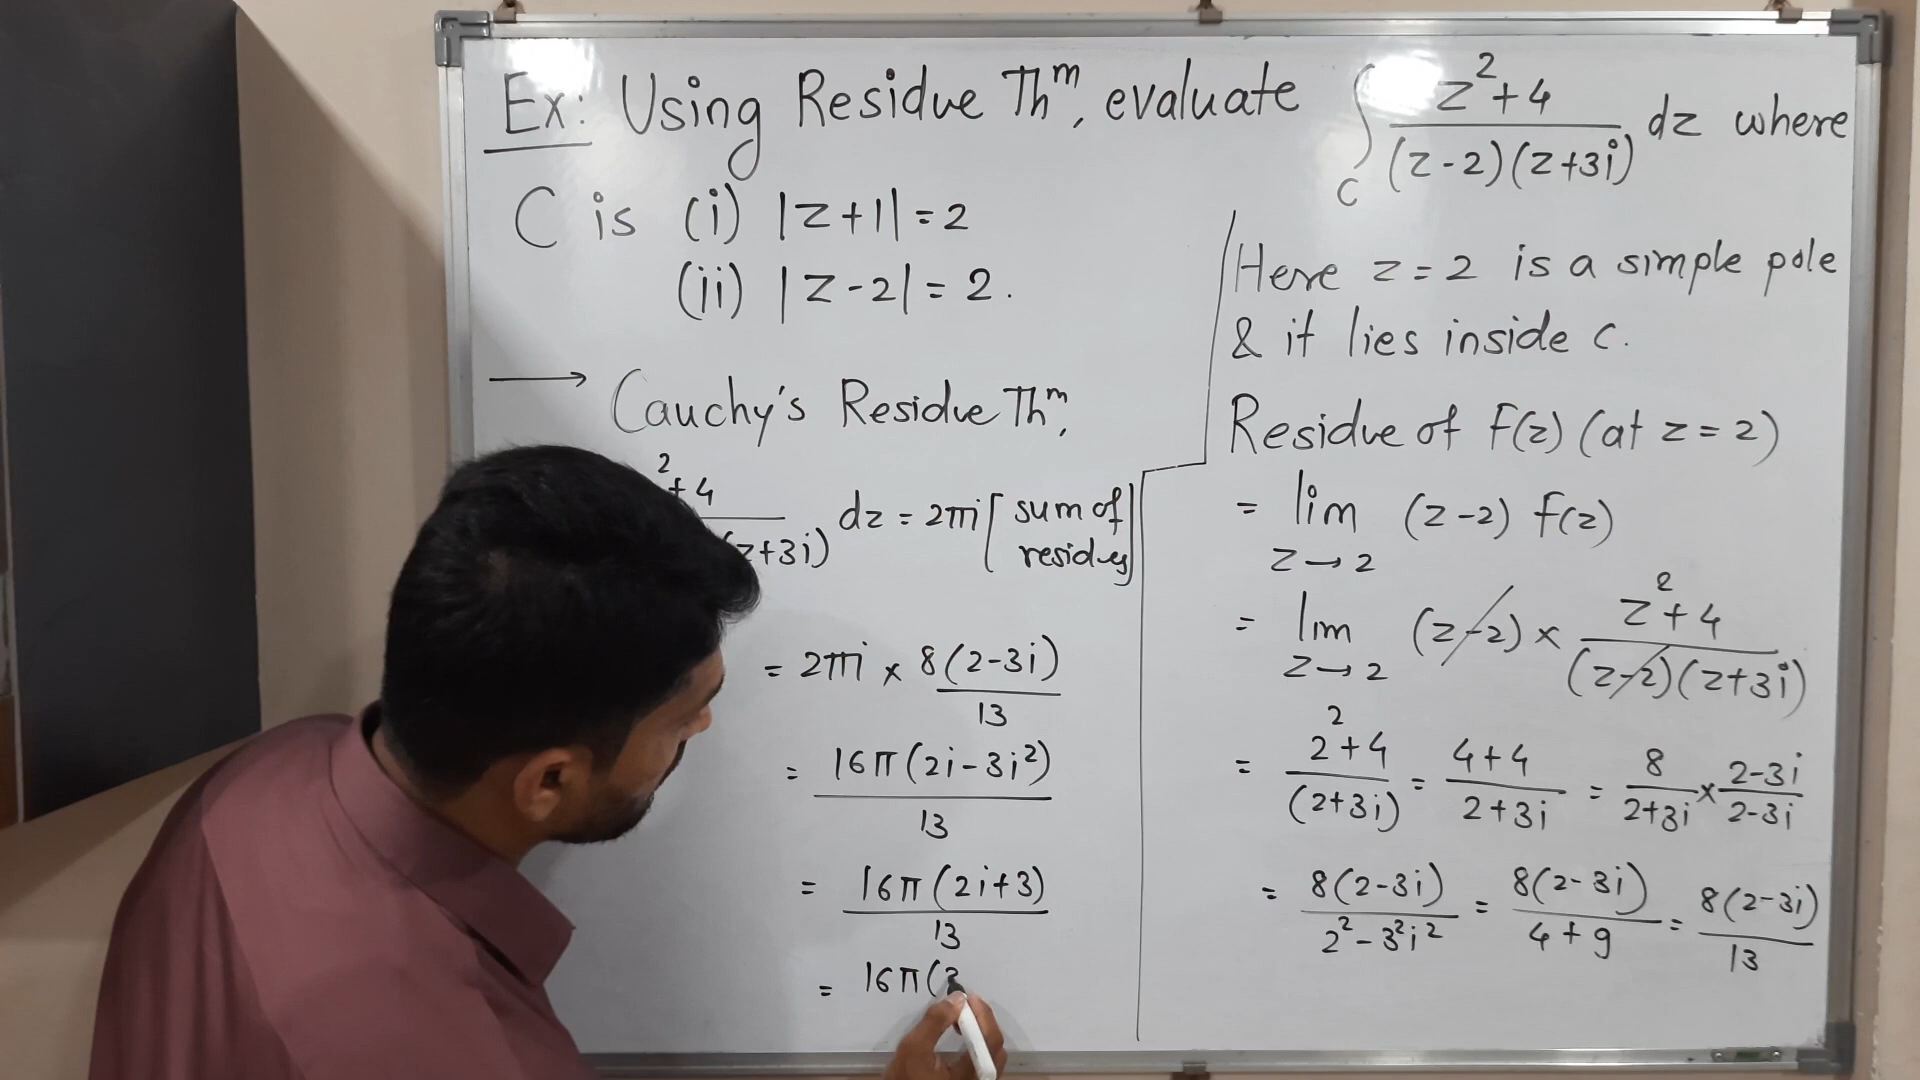 Ex: Using Residue Thᵐ, evaluate ∫_C (z²+4)/((z-2)(z+3i)) dz where
C is (i) |z+1| = 2
(ii) |z-2| = 2.
→ Cauchy's Residue Thᵐ,
²+4 / (z+3i) dz = 2πi [sum of residues]
= 2πi × 8(2-3i)/13
= 16π(2i-3i²)/13
= 16π(2i+3)/13
= 16π(3
Here z = 2 is a simple pole
& it lies inside C.
Residue of f(z) (at z = 2)
= lim z→2 (z-2) f(z)
= lim z→2 (z-2) × (z²+4)/((z-2)(z+3i))
= (2²+4)/(2+3i) = (4+4)/(2+3i) = 8/(2+3i) × (2-3i)/(2-3i)
= 8(2-3i)/(2²-3²i²) = 8(2-3i)/(4+9) = 8(2-3i)/13